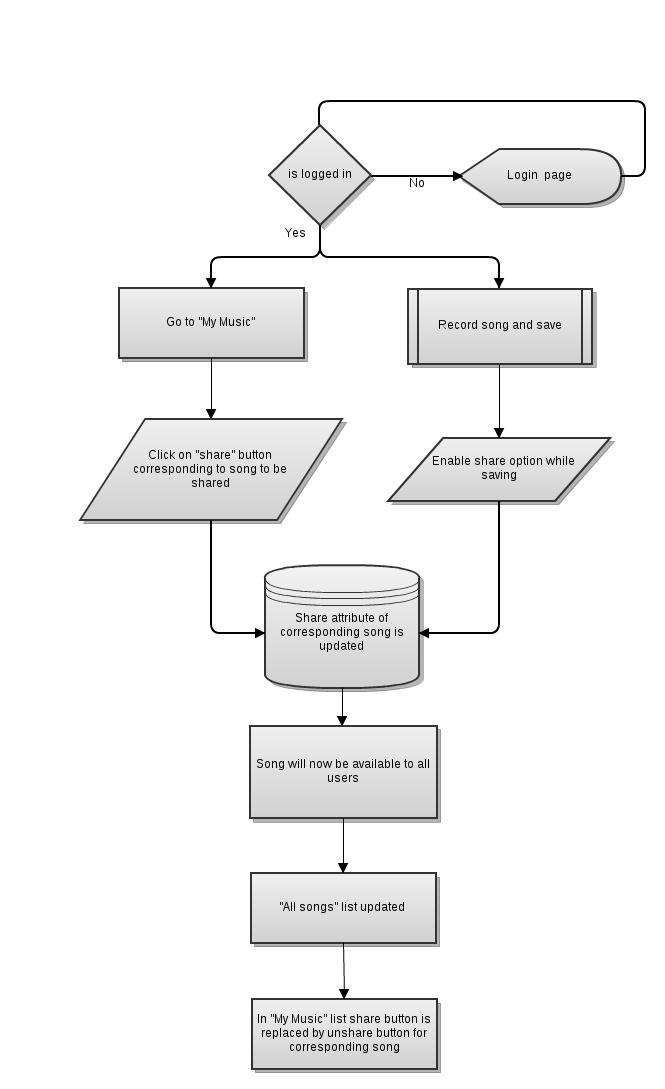 is logged in
No
Login  page
Yes
Go to "My Music"
Record song and save
Click on "share" button
corresponding to song to be
shared
Enable share option while
saving
Share attribute of
corresponding song is
updated
Song will now be available to all
users
"All songs" list updated
In "My Music" list share button is
replaced by unshare button for
corresponding song